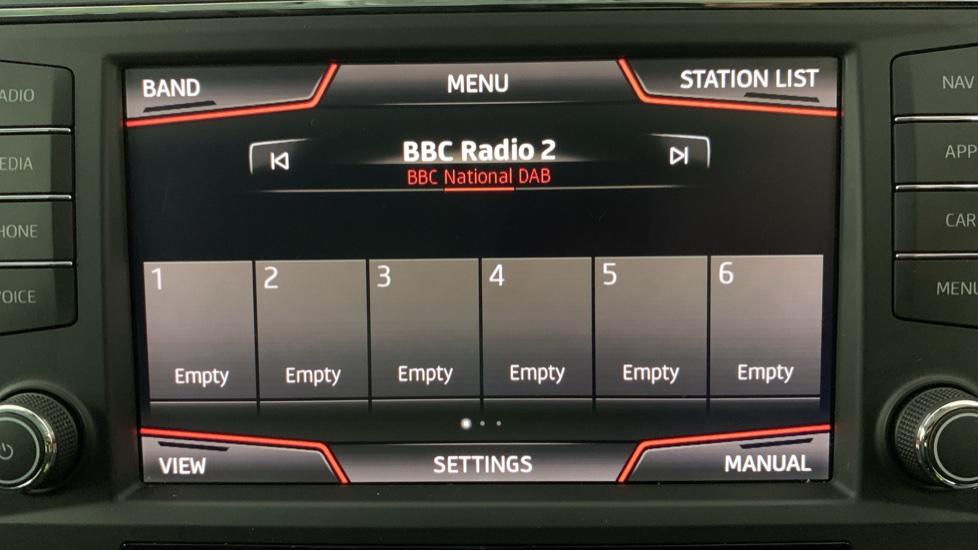 BAND MENU STATION LIST
ADIO NAV
BBC Radio 2
BBC National DAB
EDIA APP
HONE CAR
1 2 3 4 5 6
VOICE MENU
Empty Empty Empty Empty Empty Empty
VIEW SETTINGS MANUAL